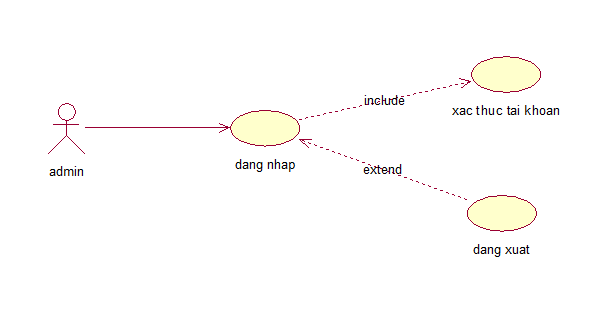 include
xac thuc tai khoan
admin
dang nhap
extend
dang xuat